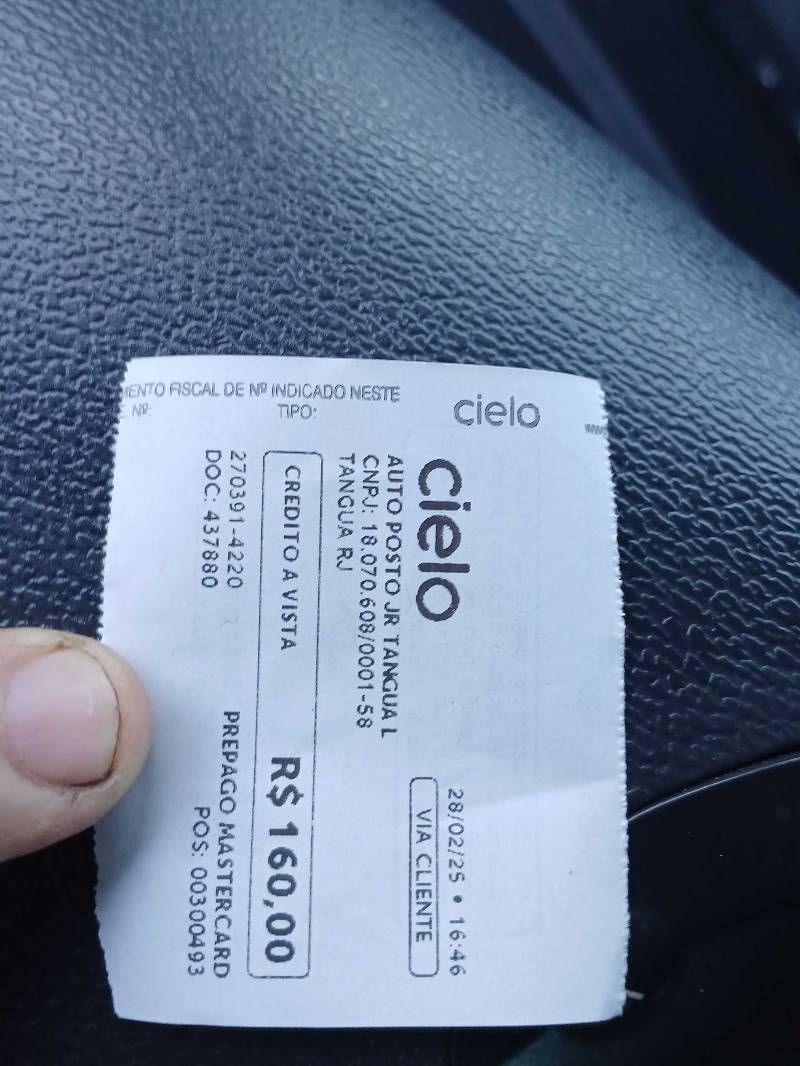 cielo
MENTO FISCAL DE Nº INDICADO NESTE
Nº: TIPO:
cielo
28/02/25 • 16:46
VIA CLIENTE
AUTO POSTO JR TANGUA L
CNPJ: 18.070.608/0001-58
TANGUA RJ
CREDITO A VISTA R$ 160,00
270391-4220 PREPAGO MASTERCARD
DOC: 437880 POS: 00300493